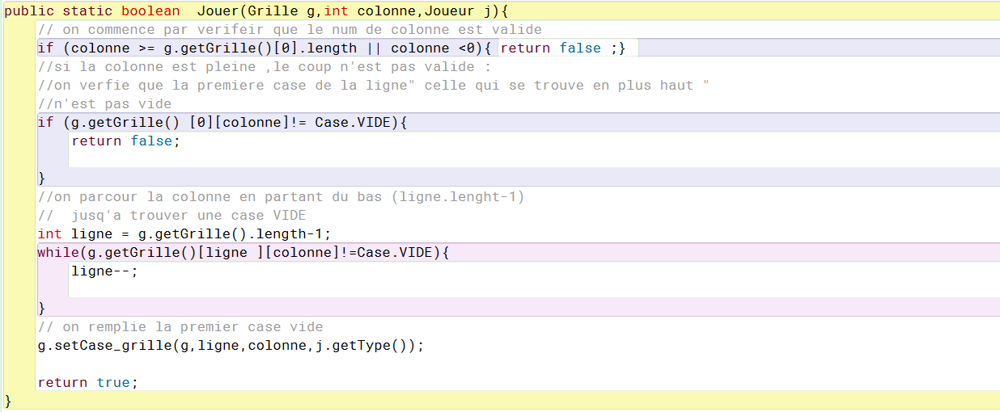 public static boolean  Jouer(Grille g,int colonne,Joueur j){
// on commence par verifeir que le num de colonne est valide
if (colonne >= g.getGrille()[0].length || colonne <0){ return false ;}
//si la colonne est pleine ,le coup n'est pas valide :
//on verfie que la premiere case de la ligne" celle qui se trouve en plus haut "
//n'est pas vide
if (g.getGrille() [0][colonne]!= Case.VIDE){
return false;
}
//on parcour la colonne en partant du bas (ligne.lenght-1)
//  jusq'a trouver une case VIDE
int ligne = g.getGrille().length-1;
while(g.getGrille()[ligne ][colonne]!=Case.VIDE){
ligne--;
}
// on remplie la premier case vide
g.setCase_grille(g,ligne,colonne,j.getType());
return true;
}